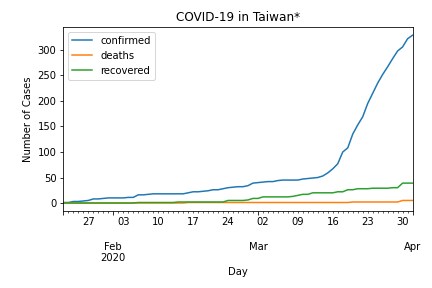 COVID-19 in Taiwan*
confirmed
deaths
recovered
Number of Cases
300
250
200
150
100
50
0
27 03 10 17 24 02 09 16 23 30
Feb Mar Apr
2020
Day